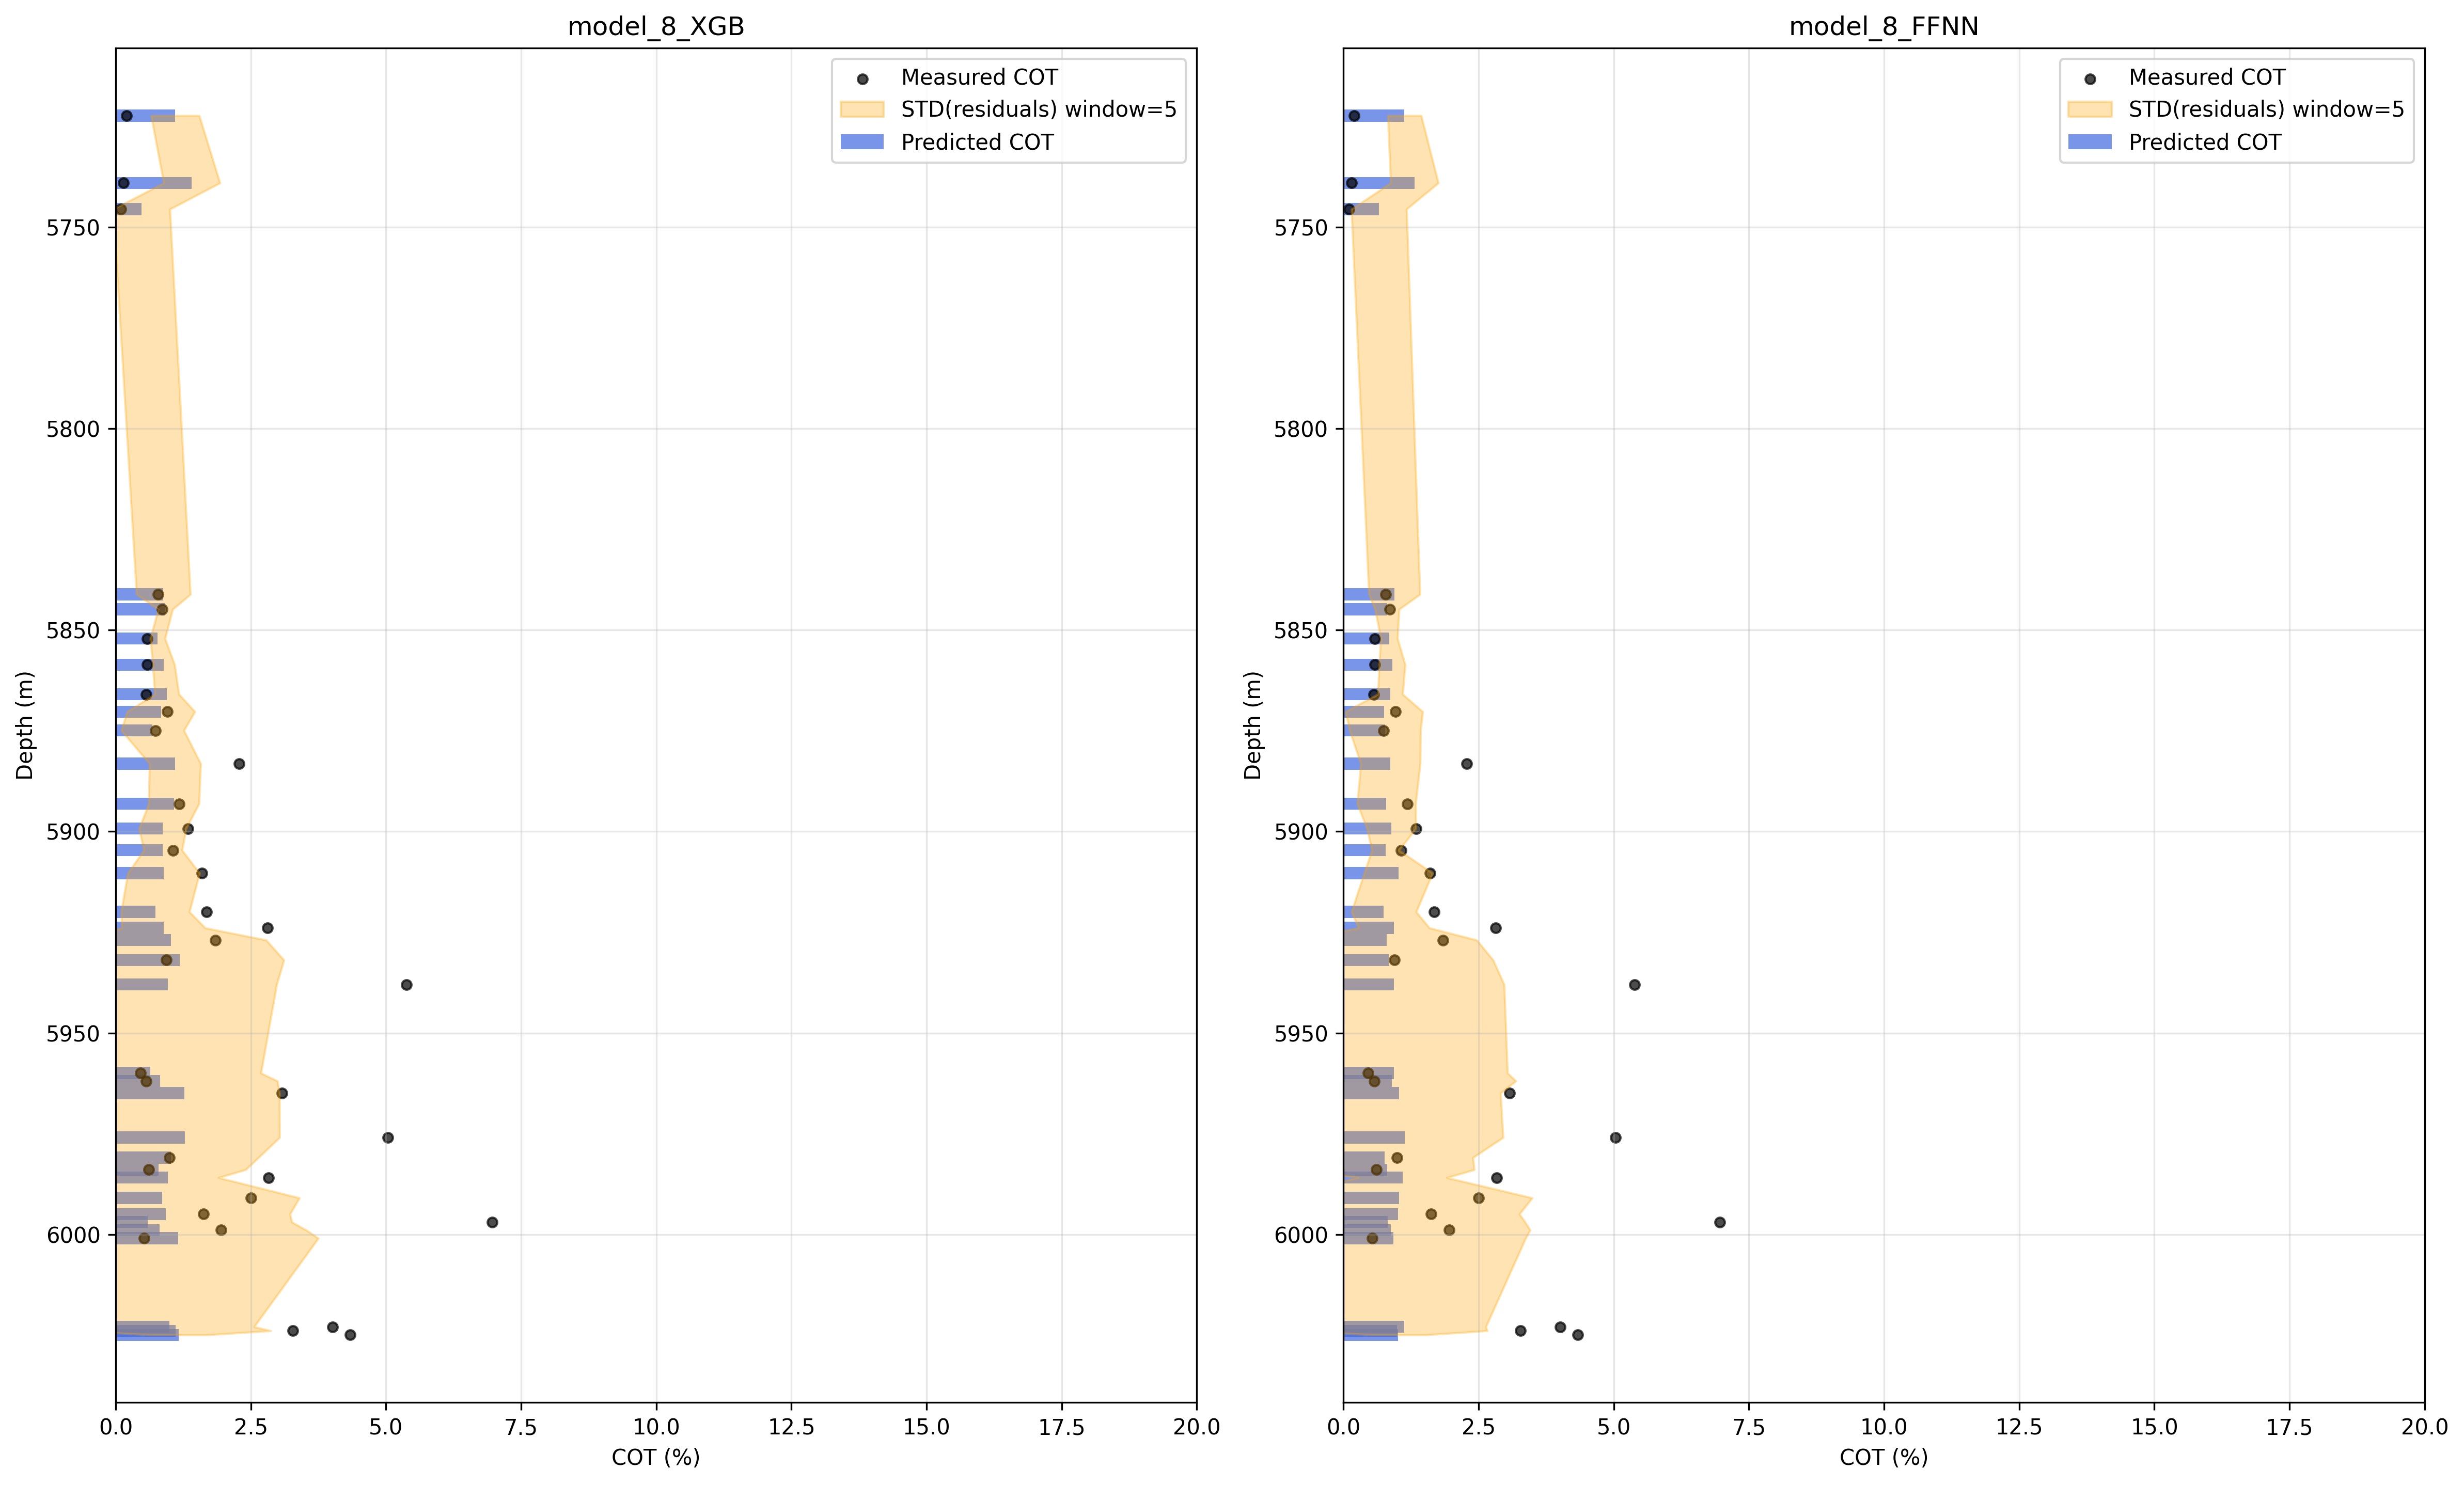 model_8_XGB
Measured COT
STD(residuals) window=5
Predicted COT
5750
5800
5850
5900
5950
6000
Depth (m)
0.0 2.5 5.0 7.5 10.0 12.5 15.0 17.5 20.0
COT (%)
model_8_FFNN
Measured COT
STD(residuals) window=5
Predicted COT
5750
5800
5850
5900
5950
6000
Depth (m)
0.0 2.5 5.0 7.5 10.0 12.5 15.0 17.5 20.0
COT (%)